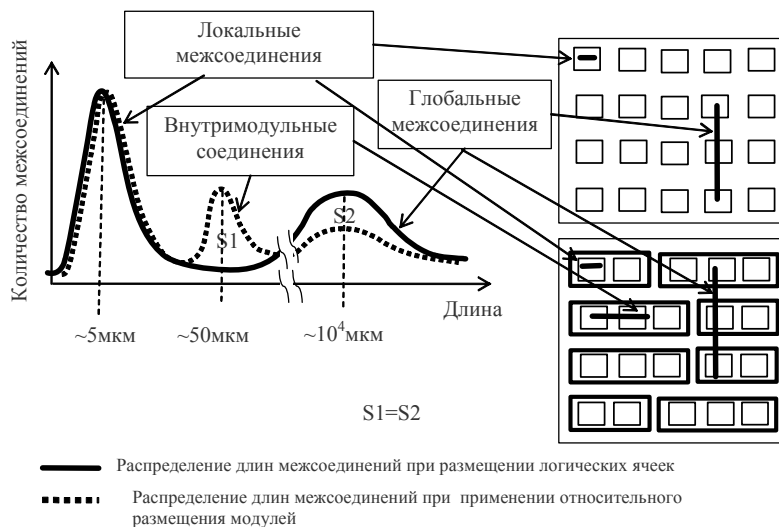 Локальные
межсоединения
Количество межсоединений
Внутримодульные
соединения
Глобальные
межсоединения
S1
S2
Длина
~5мкм
~50мкм
~10⁴мкм
S1=S2
Распределение длин межсоединений при размещении логических ячеек
Распределение длин межсоединений при применении относительного
размещения модулей